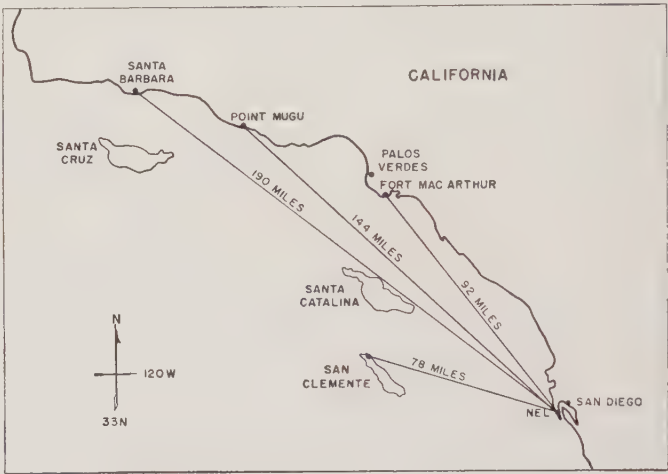 SANTA
BARBARA
CALIFORNIA
POINT MUGU
SANTA
CRUZ
PALOS
VERDES
FORT MAC ARTHUR
190 MILES
144 MILES
92 MILES
SANTA
CATALINA
N
120 W
33N
SAN
CLEMENTE
78 MILES
NEL
SAN DIEGO